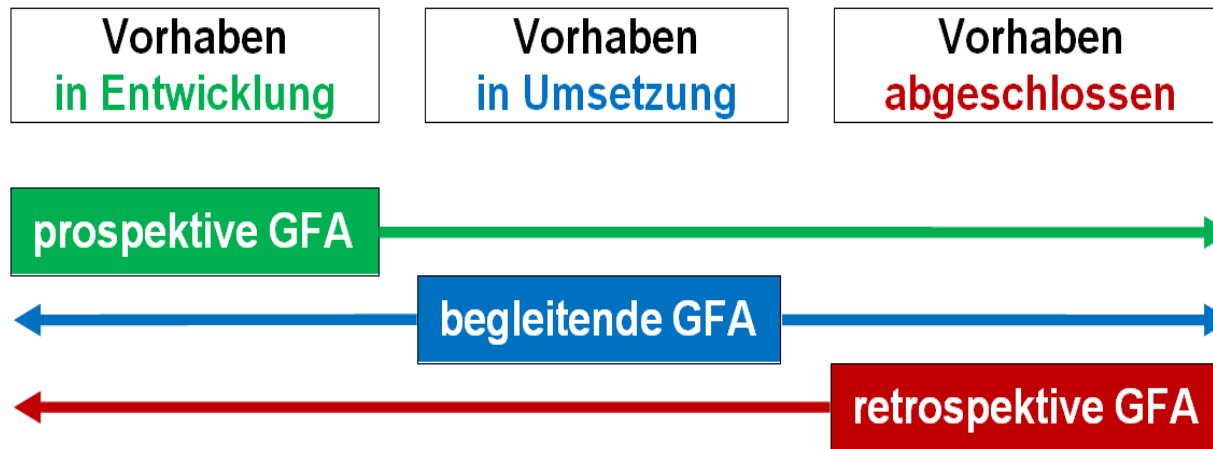 Vorhaben
in Entwicklung
Vorhaben
in Umsetzung
Vorhaben
abgeschlossen
prospektive GFA
begleitende GFA
retrospektive GFA